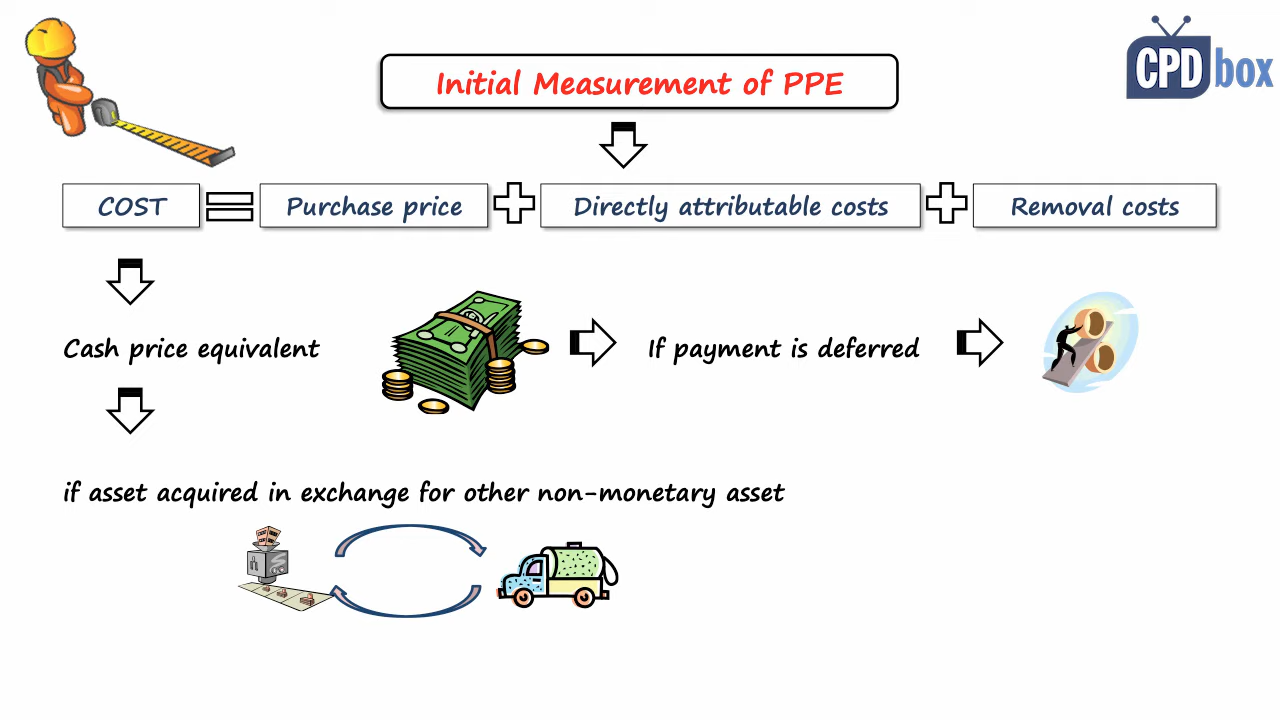 Initial Measurement of PPE
CPD box
COST = Purchase price + Directly attributable costs + Removal costs
Cash price equivalent If payment is deferred
if asset acquired in exchange for other non-monetary asset